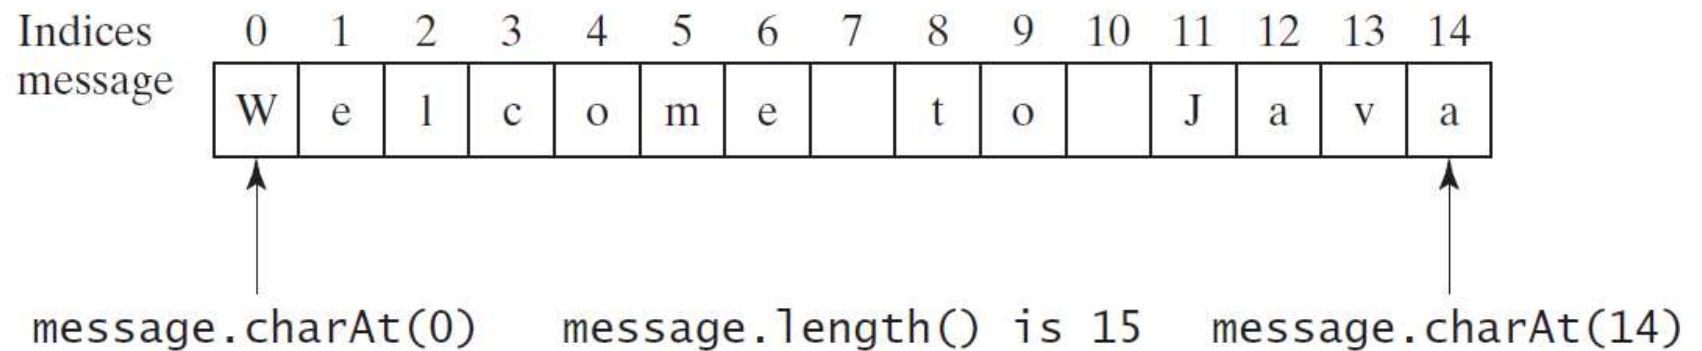 Indices 0 1 2 3 4 5 6 7 8 9 10 11 12 13 14
message W e l c o m e t o J a v a
message.charAt(0) message.length() is 15 message.charAt(14)